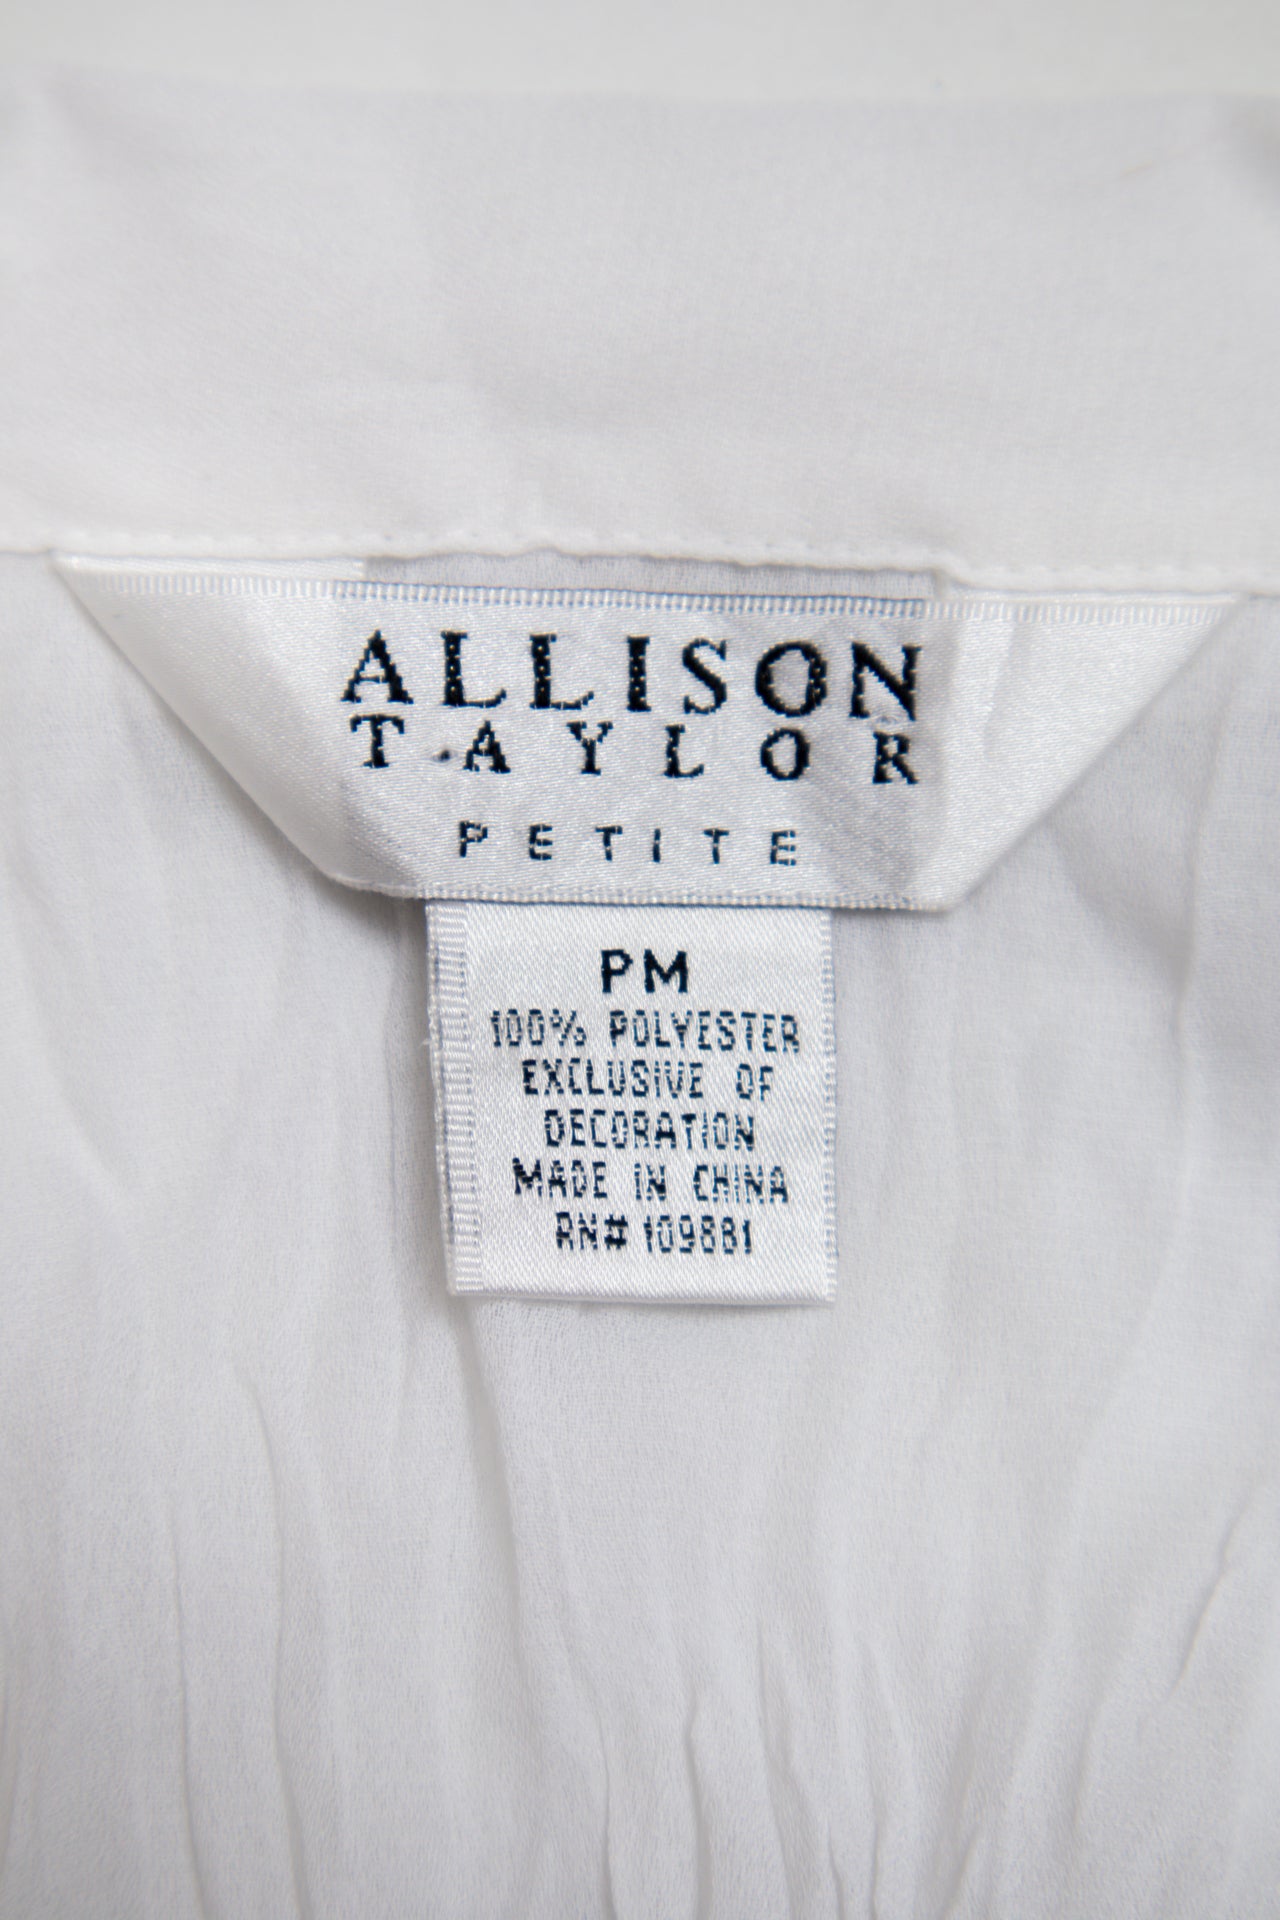 ALLISON
TAYLOR
PETITE
PM
100% POLYESTER
EXCLUSIVE OF
DECORATION
MADE IN CHINA
RN# 109881